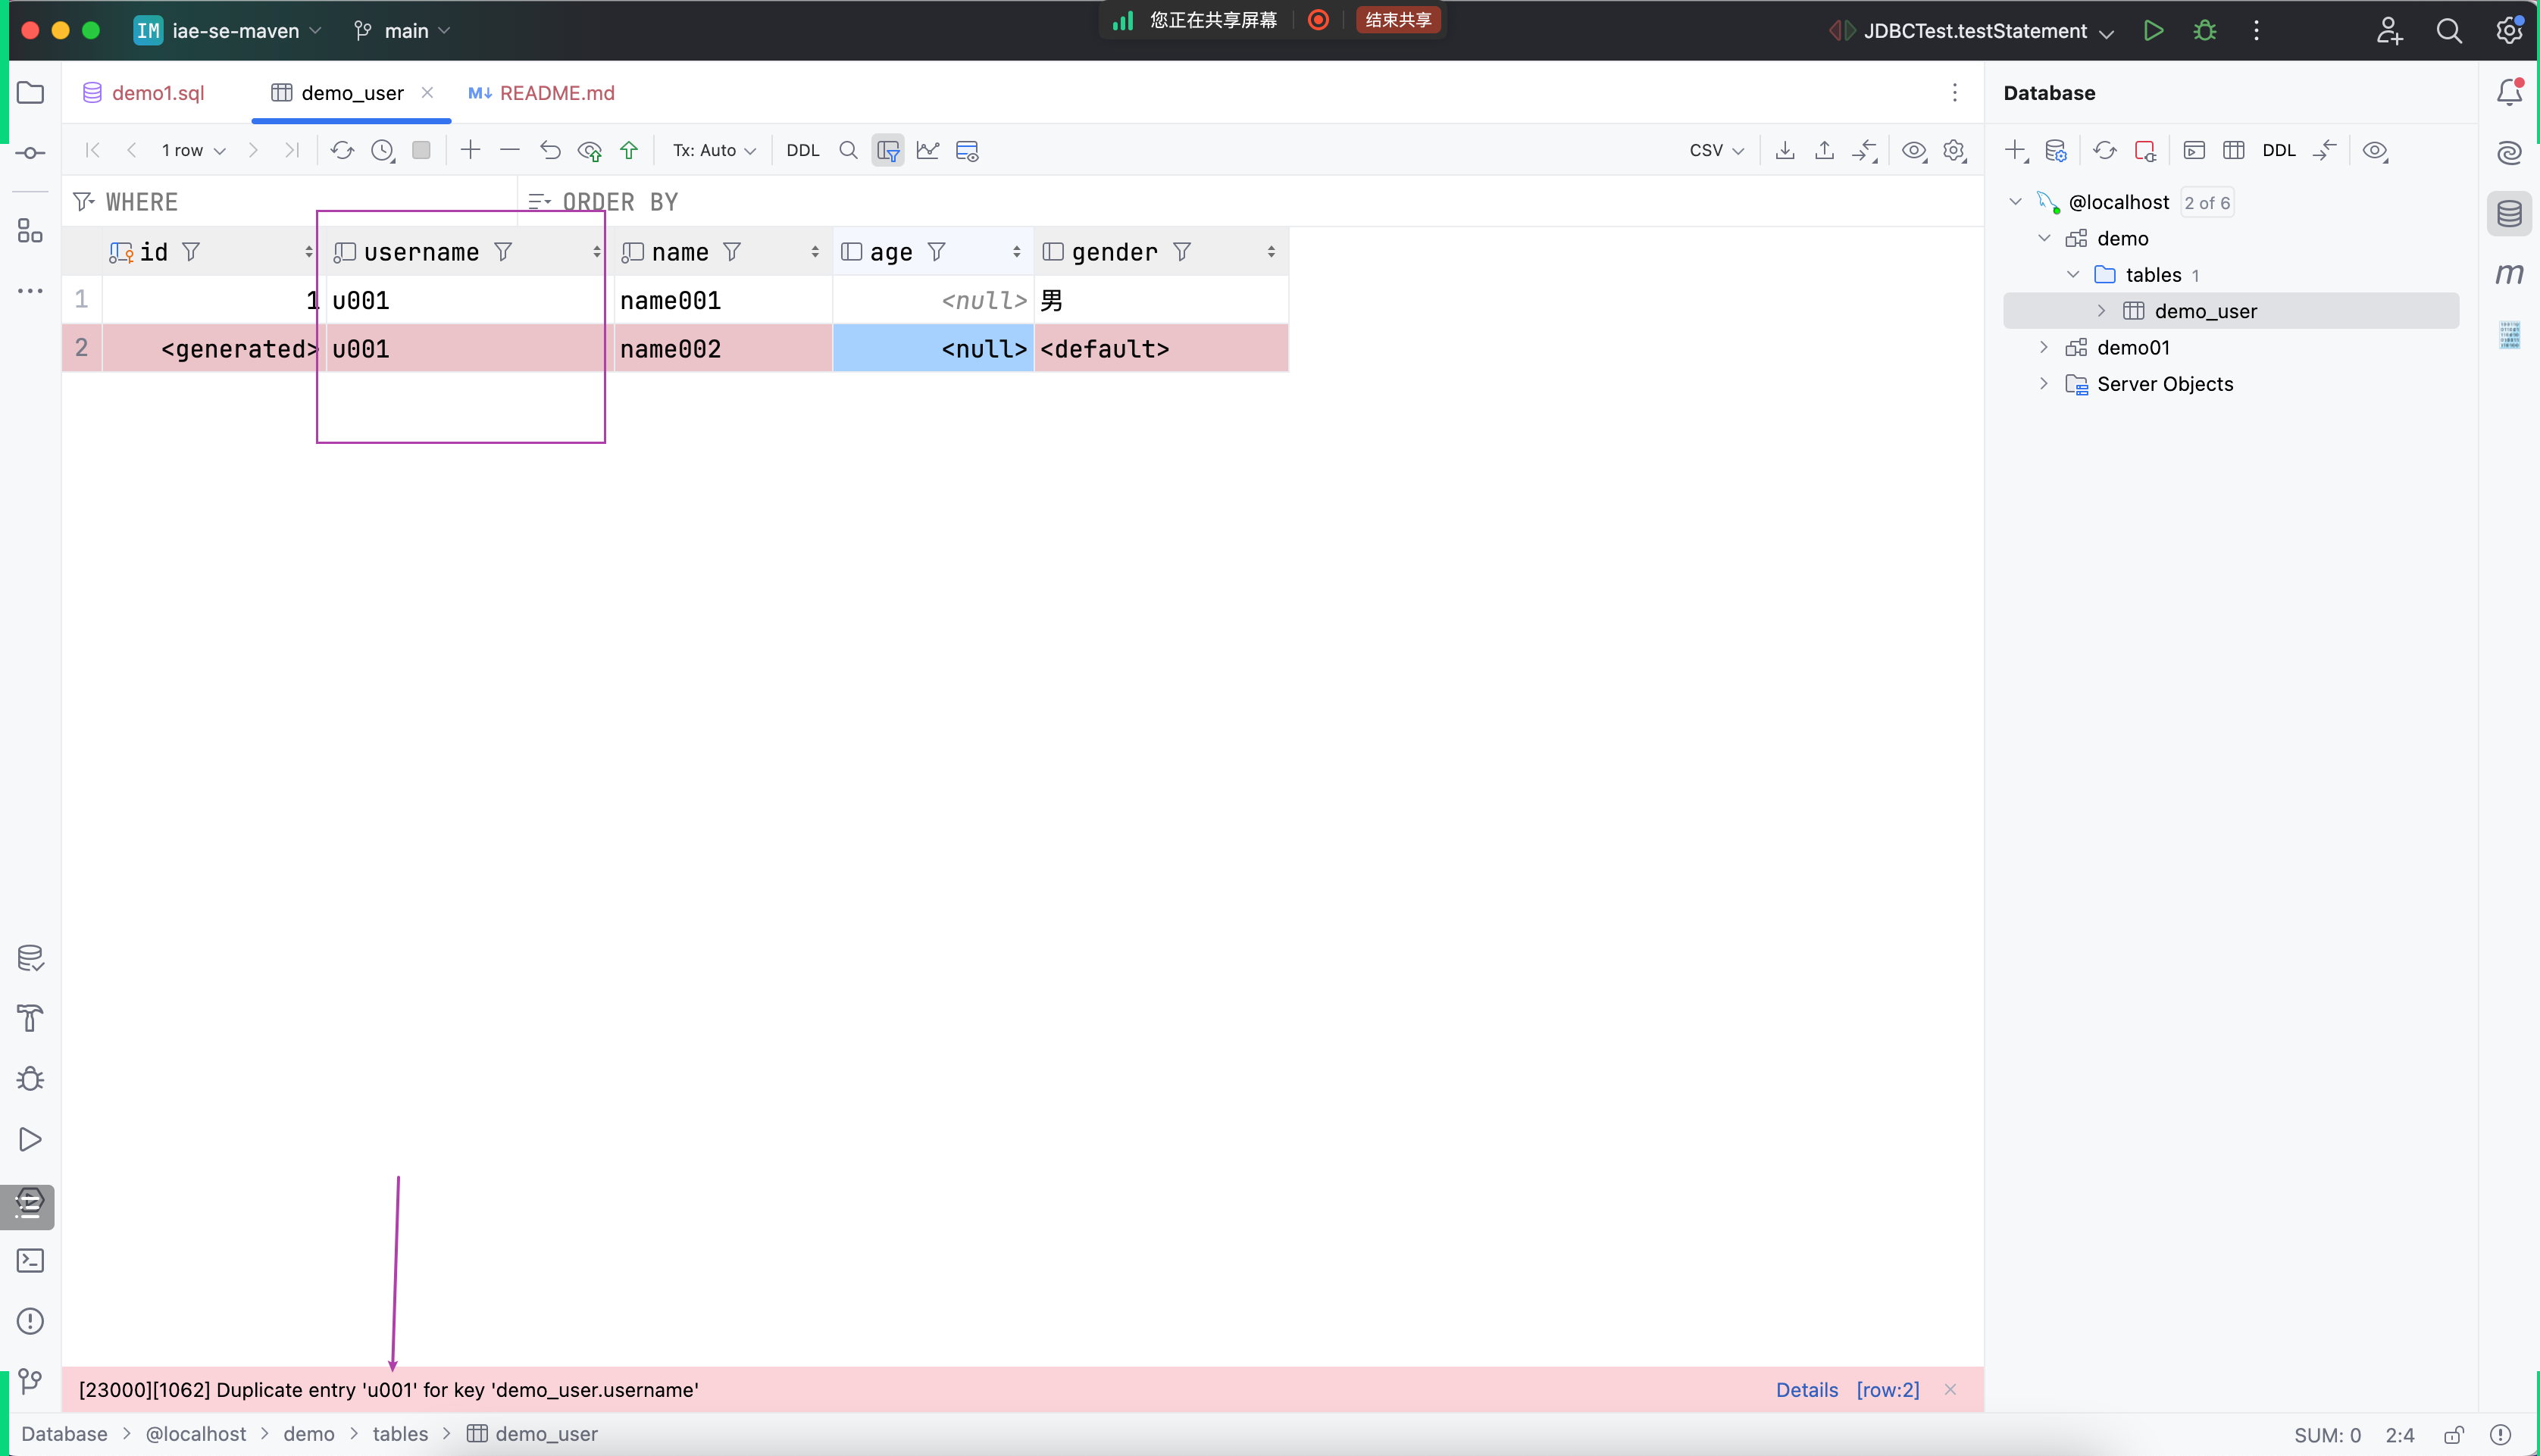 IM iae-se-maven main 您正在共享屏幕 结束共享 JDBCTest.testStatement
demo1.sql demo_user M↓ README.md Database
1 row Tx: Auto DDL CSV DDL
WHERE ORDER BY
@localhost 2 of 6
demo
tables 1
demo_user
demo01
Server Objects
id username name age gender
1 1 u001 name001 <null> 男
2 <generated> u001 name002 <null> <default>
m
[23000][1062] Duplicate entry 'u001' for key 'demo_user.username' Details [row:2]
Database > @localhost > demo > tables > demo_user SUM: 0 2:4